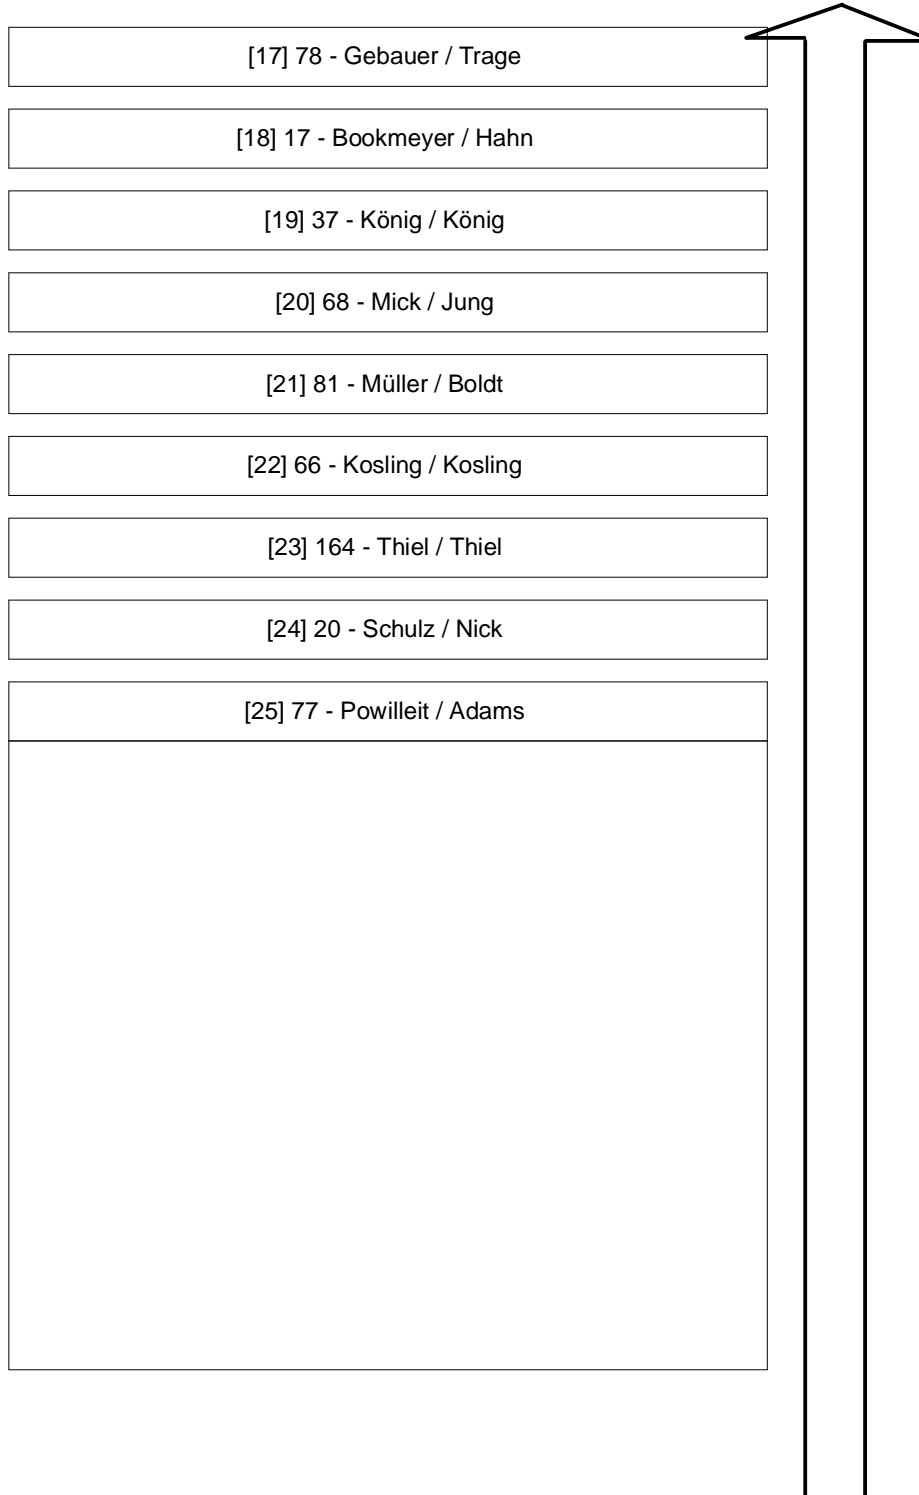 [17] 78 - Gebauer / Trage
[18] 17 - Bookmeyer / Hahn
[19] 37 - König / König
[20] 68 - Mick / Jung
[21] 81 - Müller / Boldt
[22] 66 - Kosling / Kosling
[23] 164 - Thiel / Thiel
[24] 20 - Schulz / Nick
[25] 77 - Powilleit / Adams